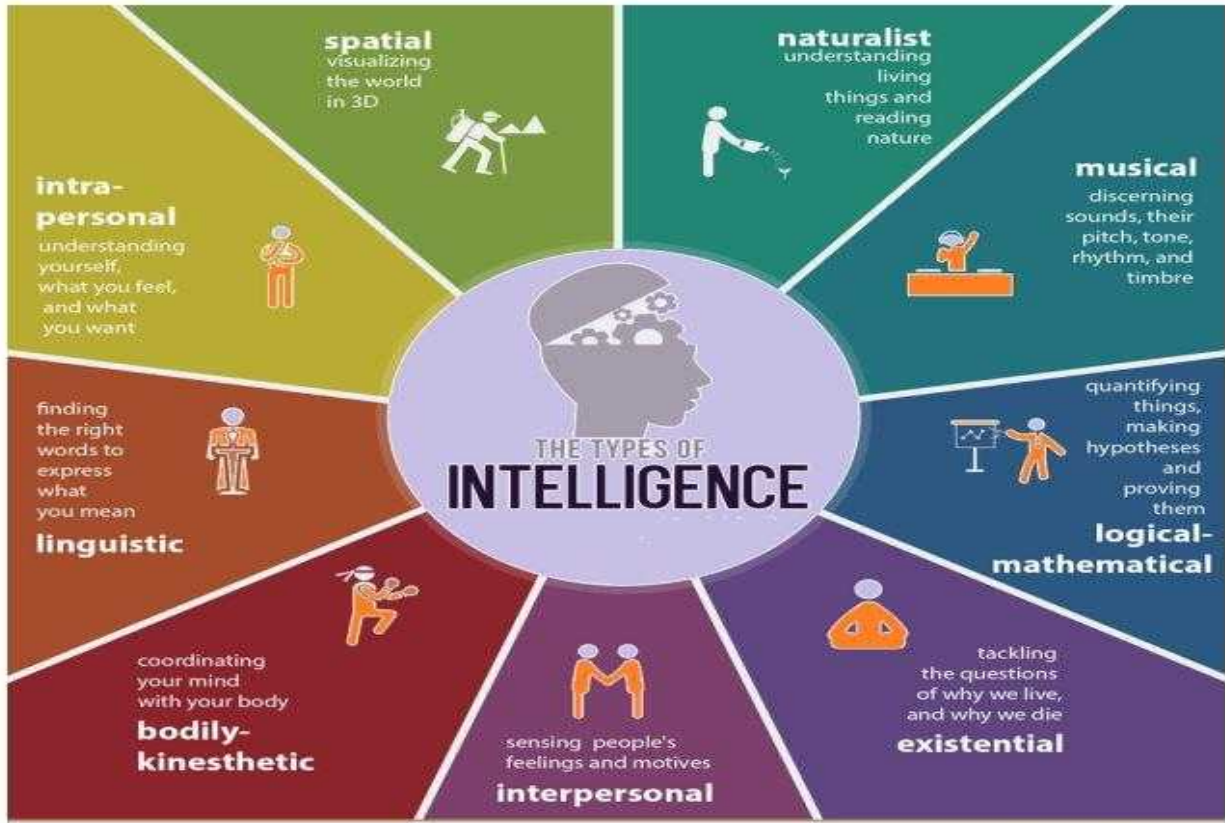 spatial
visualizing
the world
in 3D
naturalist
understanding
living
things and
reading
nature
musical
discerning
sounds, their
pitch, tone,
rhythm, and
timbre
quantifying
things,
making
hypotheses
and
proving
them
logical-
mathematical
tackling
the questions
of why we live,
and why we die
existential
sensing people's
feelings and motives
interpersonal
coordinating
your mind
with your body
bodily-
kinesthetic
finding
the right
words to
express
what
you mean
linguistic
intra-
personal
understanding
yourself,
what you feel,
and what
you want
THE TYPES OF
INTELLIGENCE